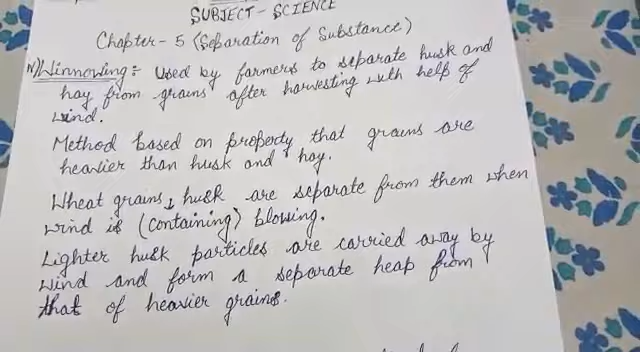 SUBJECT - SCIENCE
Chapter - 5 (Separation of Substance)
N) Winnowing:- Used by farmers to separate husk and
hay from grains after harvesting with help of
wind.
Method based on property that grains are
heavier than husk and hay.
Wheat grains & husk are separate from them when
wind is (containing) blowing.
Lighter husk particles are carried away by
wind and form a separate heap from
that of heavier grains.